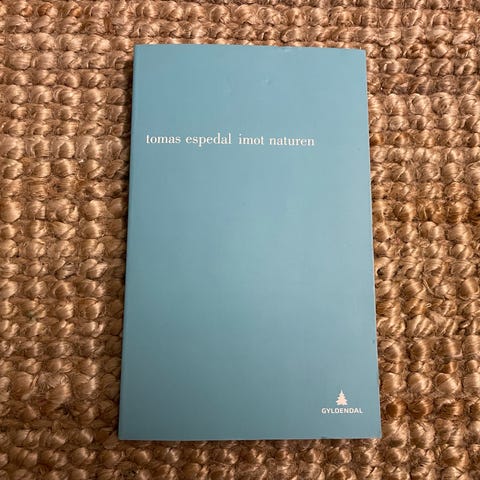 tomas espedal imot naturen
GYLDENDAL